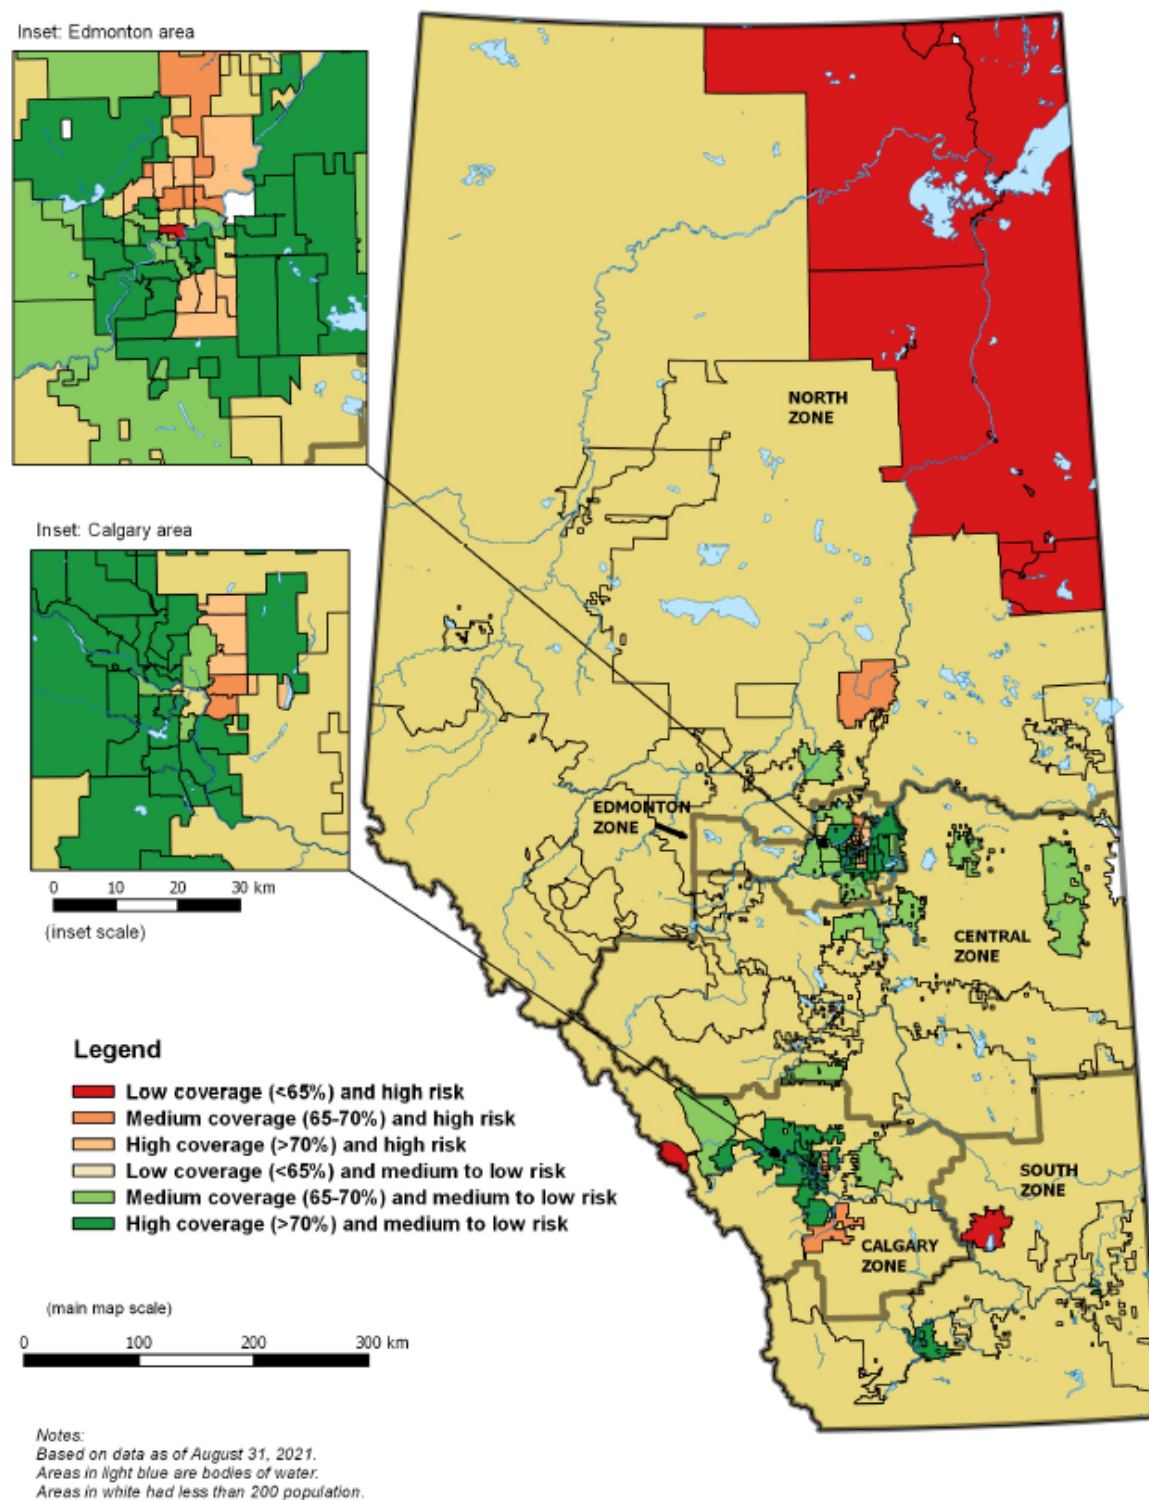 Inset: Edmonton area
NORTH
ZONE
Inset: Calgary area
EDMONTON
ZONE
0 10 20 30 km
(inset scale)
CENTRAL
ZONE
Legend
Low coverage (<65%) and high risk
Medium coverage (65-70%) and high risk
High coverage (>70%) and high risk
Low coverage (<65%) and medium to low risk
Medium coverage (65-70%) and medium to low risk
High coverage (>70%) and medium to low risk
SOUTH
ZONE
CALGARY
ZONE
(main map scale)
0 100 200 300 km
Notes:
Based on data as of August 31, 2021.
Areas in light blue are bodies of water.
Areas in white had less than 200 population.